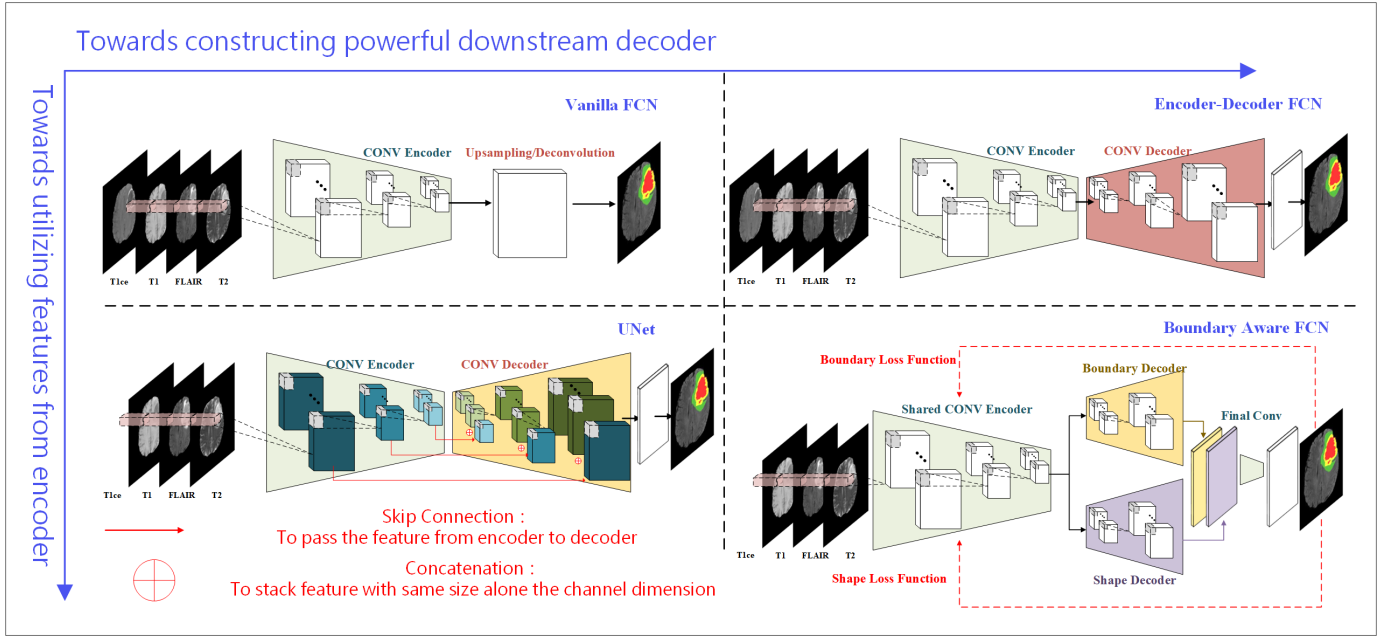 Towards constructing powerful downstream decoder
Towards utilizing features from encoder
Vanilla FCN
CONV Encoder
Upsampling/Deconvolution
T1ce T1 FLAIR T2
Encoder-Decoder FCN
CONV Encoder
CONV Decoder
T1ce T1 FLAIR T2
UNet
CONV Encoder
CONV Decoder
T1ce T1 FLAIR T2
Skip Connection :
To pass the feature from encoder to decoder
Concatenation :
To stack feature with same size alone the channel dimension
Boundary Aware FCN
Boundary Loss Function
Boundary Decoder
Shared CONV Encoder
Final Conv
T1ce T1 FLAIR T2
Shape Loss Function
Shape Decoder